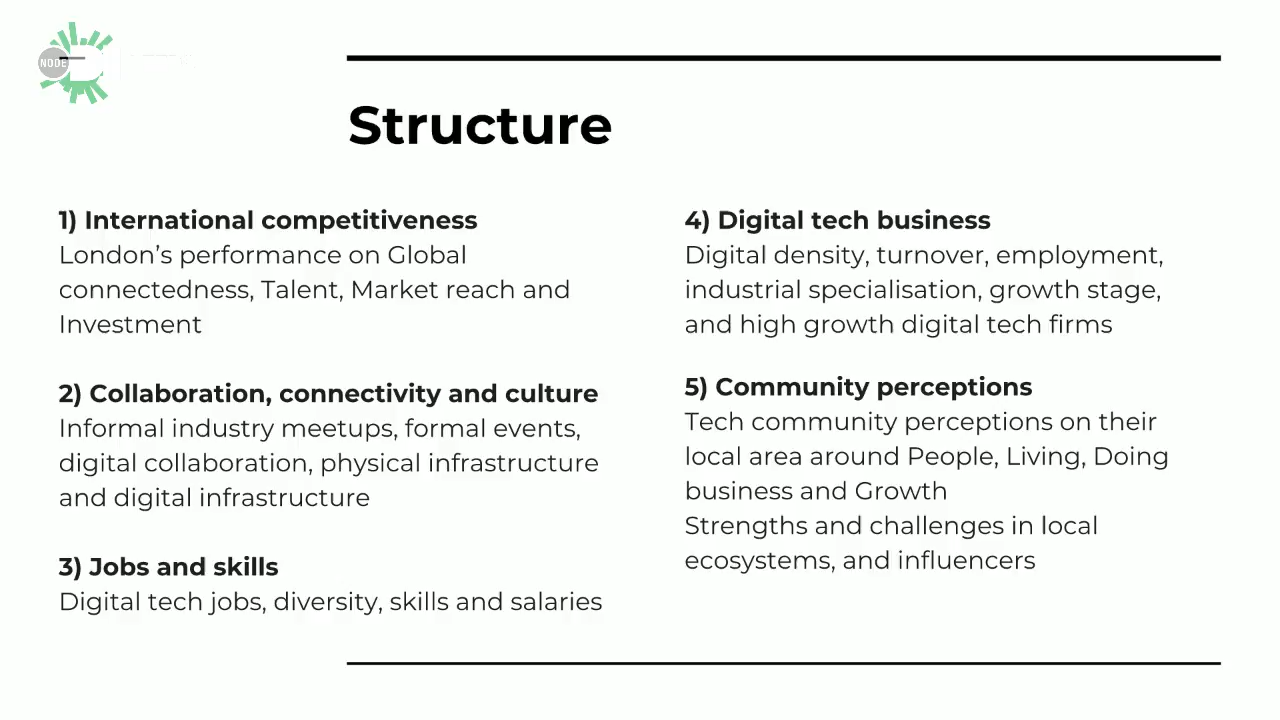 NODE
Structure
1) International competitiveness
London’s performance on Global
connectedness, Talent, Market reach and
Investment
2) Collaboration, connectivity and culture
Informal industry meetups, formal events,
digital collaboration, physical infrastructure
and digital infrastructure
3) Jobs and skills
Digital tech jobs, diversity, skills and salaries
4) Digital tech business
Digital density, turnover, employment,
industrial specialisation, growth stage,
and high growth digital tech firms
5) Community perceptions
Tech community perceptions on their
local area around People, Living, Doing
business and Growth
Strengths and challenges in local
ecosystems, and influencers